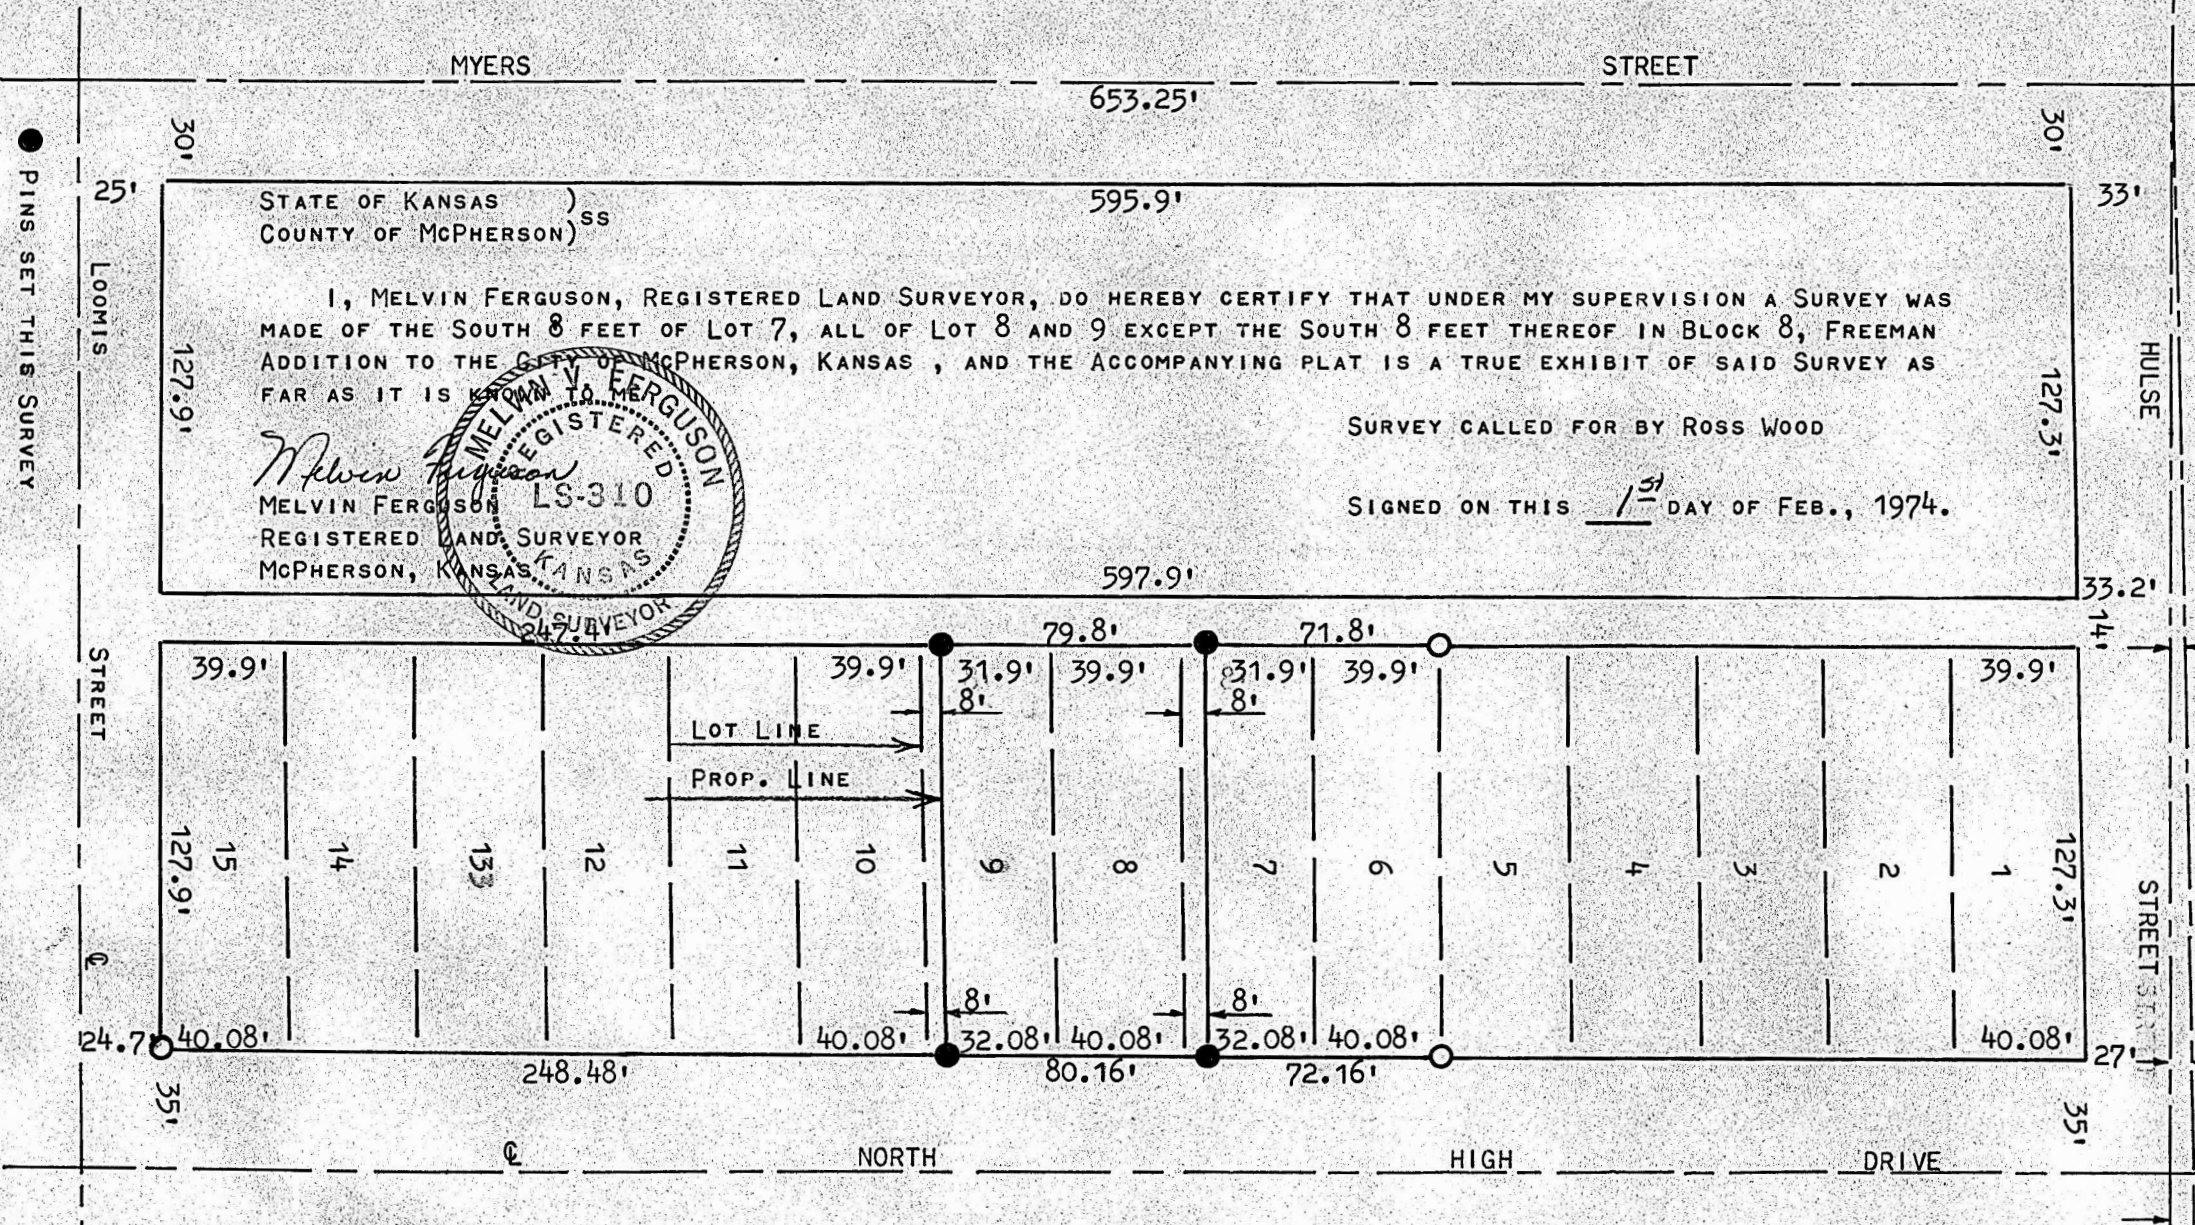 MYERS STREET
653.25'
30' 30'
25' 33'
595.9'
STATE OF KANSAS )
COUNTY OF MCPHERSON) SS
I, MELVIN FERGUSON, REGISTERED LAND SURVEYOR, DO HEREBY CERTIFY THAT UNDER MY SUPERVISION A SURVEY WAS
MADE OF THE SOUTH 8 FEET OF LOT 7, ALL OF LOT 8 AND 9 EXCEPT THE SOUTH 8 FEET THEREOF IN BLOCK 8, FREEMAN
ADDITION TO THE CITY OF MCPHERSON, KANSAS , AND THE ACCOMPANYING PLAT IS A TRUE EXHIBIT OF SAID SURVEY AS
FAR AS IT IS KNOWN TO ME.
SURVEY CALLED FOR BY ROSS WOOD
SIGNED ON THIS 1st DAY OF FEB., 1974.
Melvin Ferguson
MELVIN FERGUSON
REGISTERED LAND SURVEYOR
MCPHERSON, KANSAS
MELVIN V. FERGUSON
REGISTERED
LS-310
KANSAS
LAND SURVEYOR
● PINS SET THIS SURVEY
LOOMIS STREET ℄
HULSE STREET
127.9' 127.3'
597.9'
33.2'
14'
247.4' 79.8' 71.8'
39.9' 39.9' 31.9' 39.9' 31.9' 39.9' 39.9'
8' 8'
LOT LINE
PROP. LINE
127.9' 15 14 13 12 11 10 9 8 7 6 5 4 3 2 1 127.3'
8' 8'
24.7' 40.08' 40.08' 32.08' 40.08' 32.08' 40.08' 40.08' 27'
248.48' 80.16' 72.16'
35' 35'
℄ NORTH HIGH DRIVE